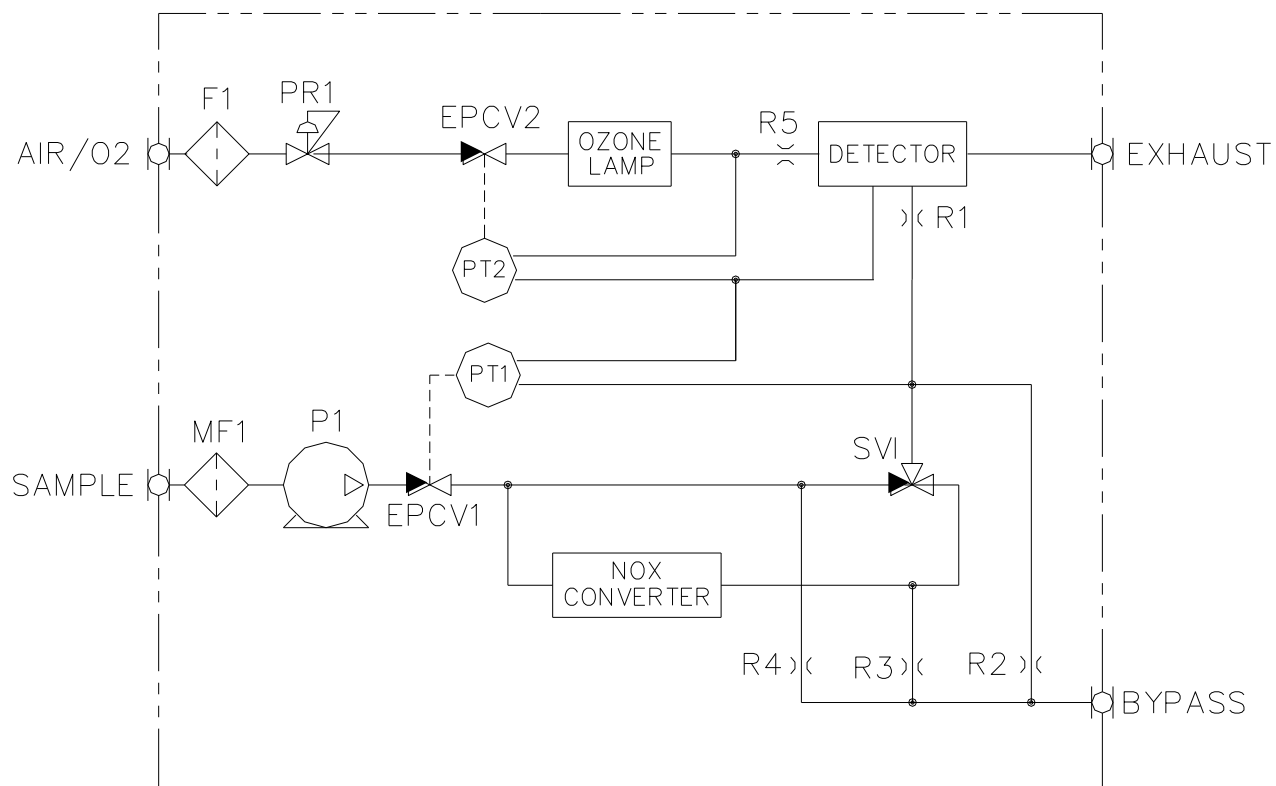 F1
PR1
EPCV2
R5
AIR/O2
OZONE
LAMP
DETECTOR
EXHAUST
R1
PT2
PT1
P1
MF1
SV1
SAMPLE
EPCV1
NOX
CONVERTER
R4
R3
R2
BYPASS